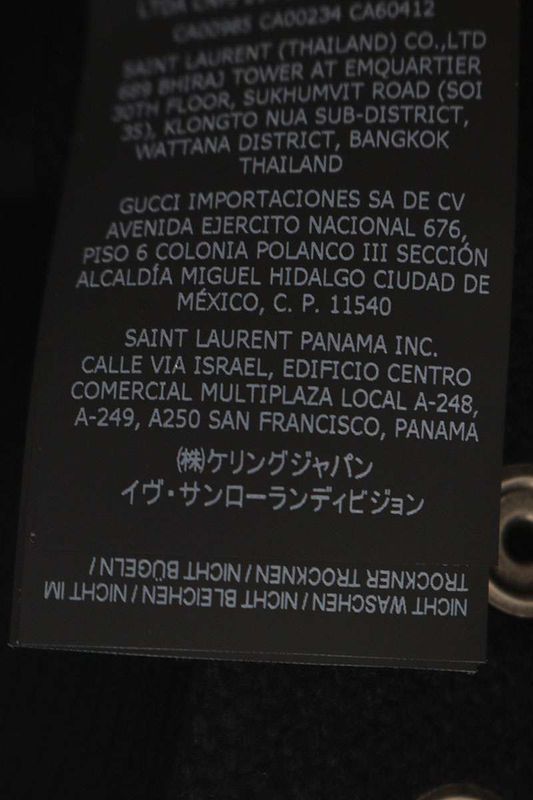 CA00985 CA00234 CA60412
SAINT LAURENT (THAILAND) CO.,LTD
689 BHIRAJ TOWER AT EMQUARTIER
30TH FLOOR, SUKHUMVIT ROAD (SOI
35), KLONGTO NUA SUB-DISTRICT,
WATTANA DISTRICT, BANGKOK
THAILAND
GUCCI IMPORTACIONES SA DE CV
AVENIDA EJERCITO NACIONAL 676,
PISO 6 COLONIA POLANCO III SECCIÓN
ALCALDÍA MIGUEL HIDALGO CIUDAD DE
MÉXICO, C. P. 11540
SAINT LAURENT PANAMA INC.
CALLE VIA ISRAEL, EDIFICIO CENTRO
COMERCIAL MULTIPLAZA LOCAL A-248,
A-249, A250 SAN FRANCISCO, PANAMA
(株)ケリングジャパン
イヴ・サンローランディビジョン
NICHT WASCHEN / NICHT BLEICHEN / NICHT IM
TROCKNER TROCKNEN / NICHT BÜGELN /